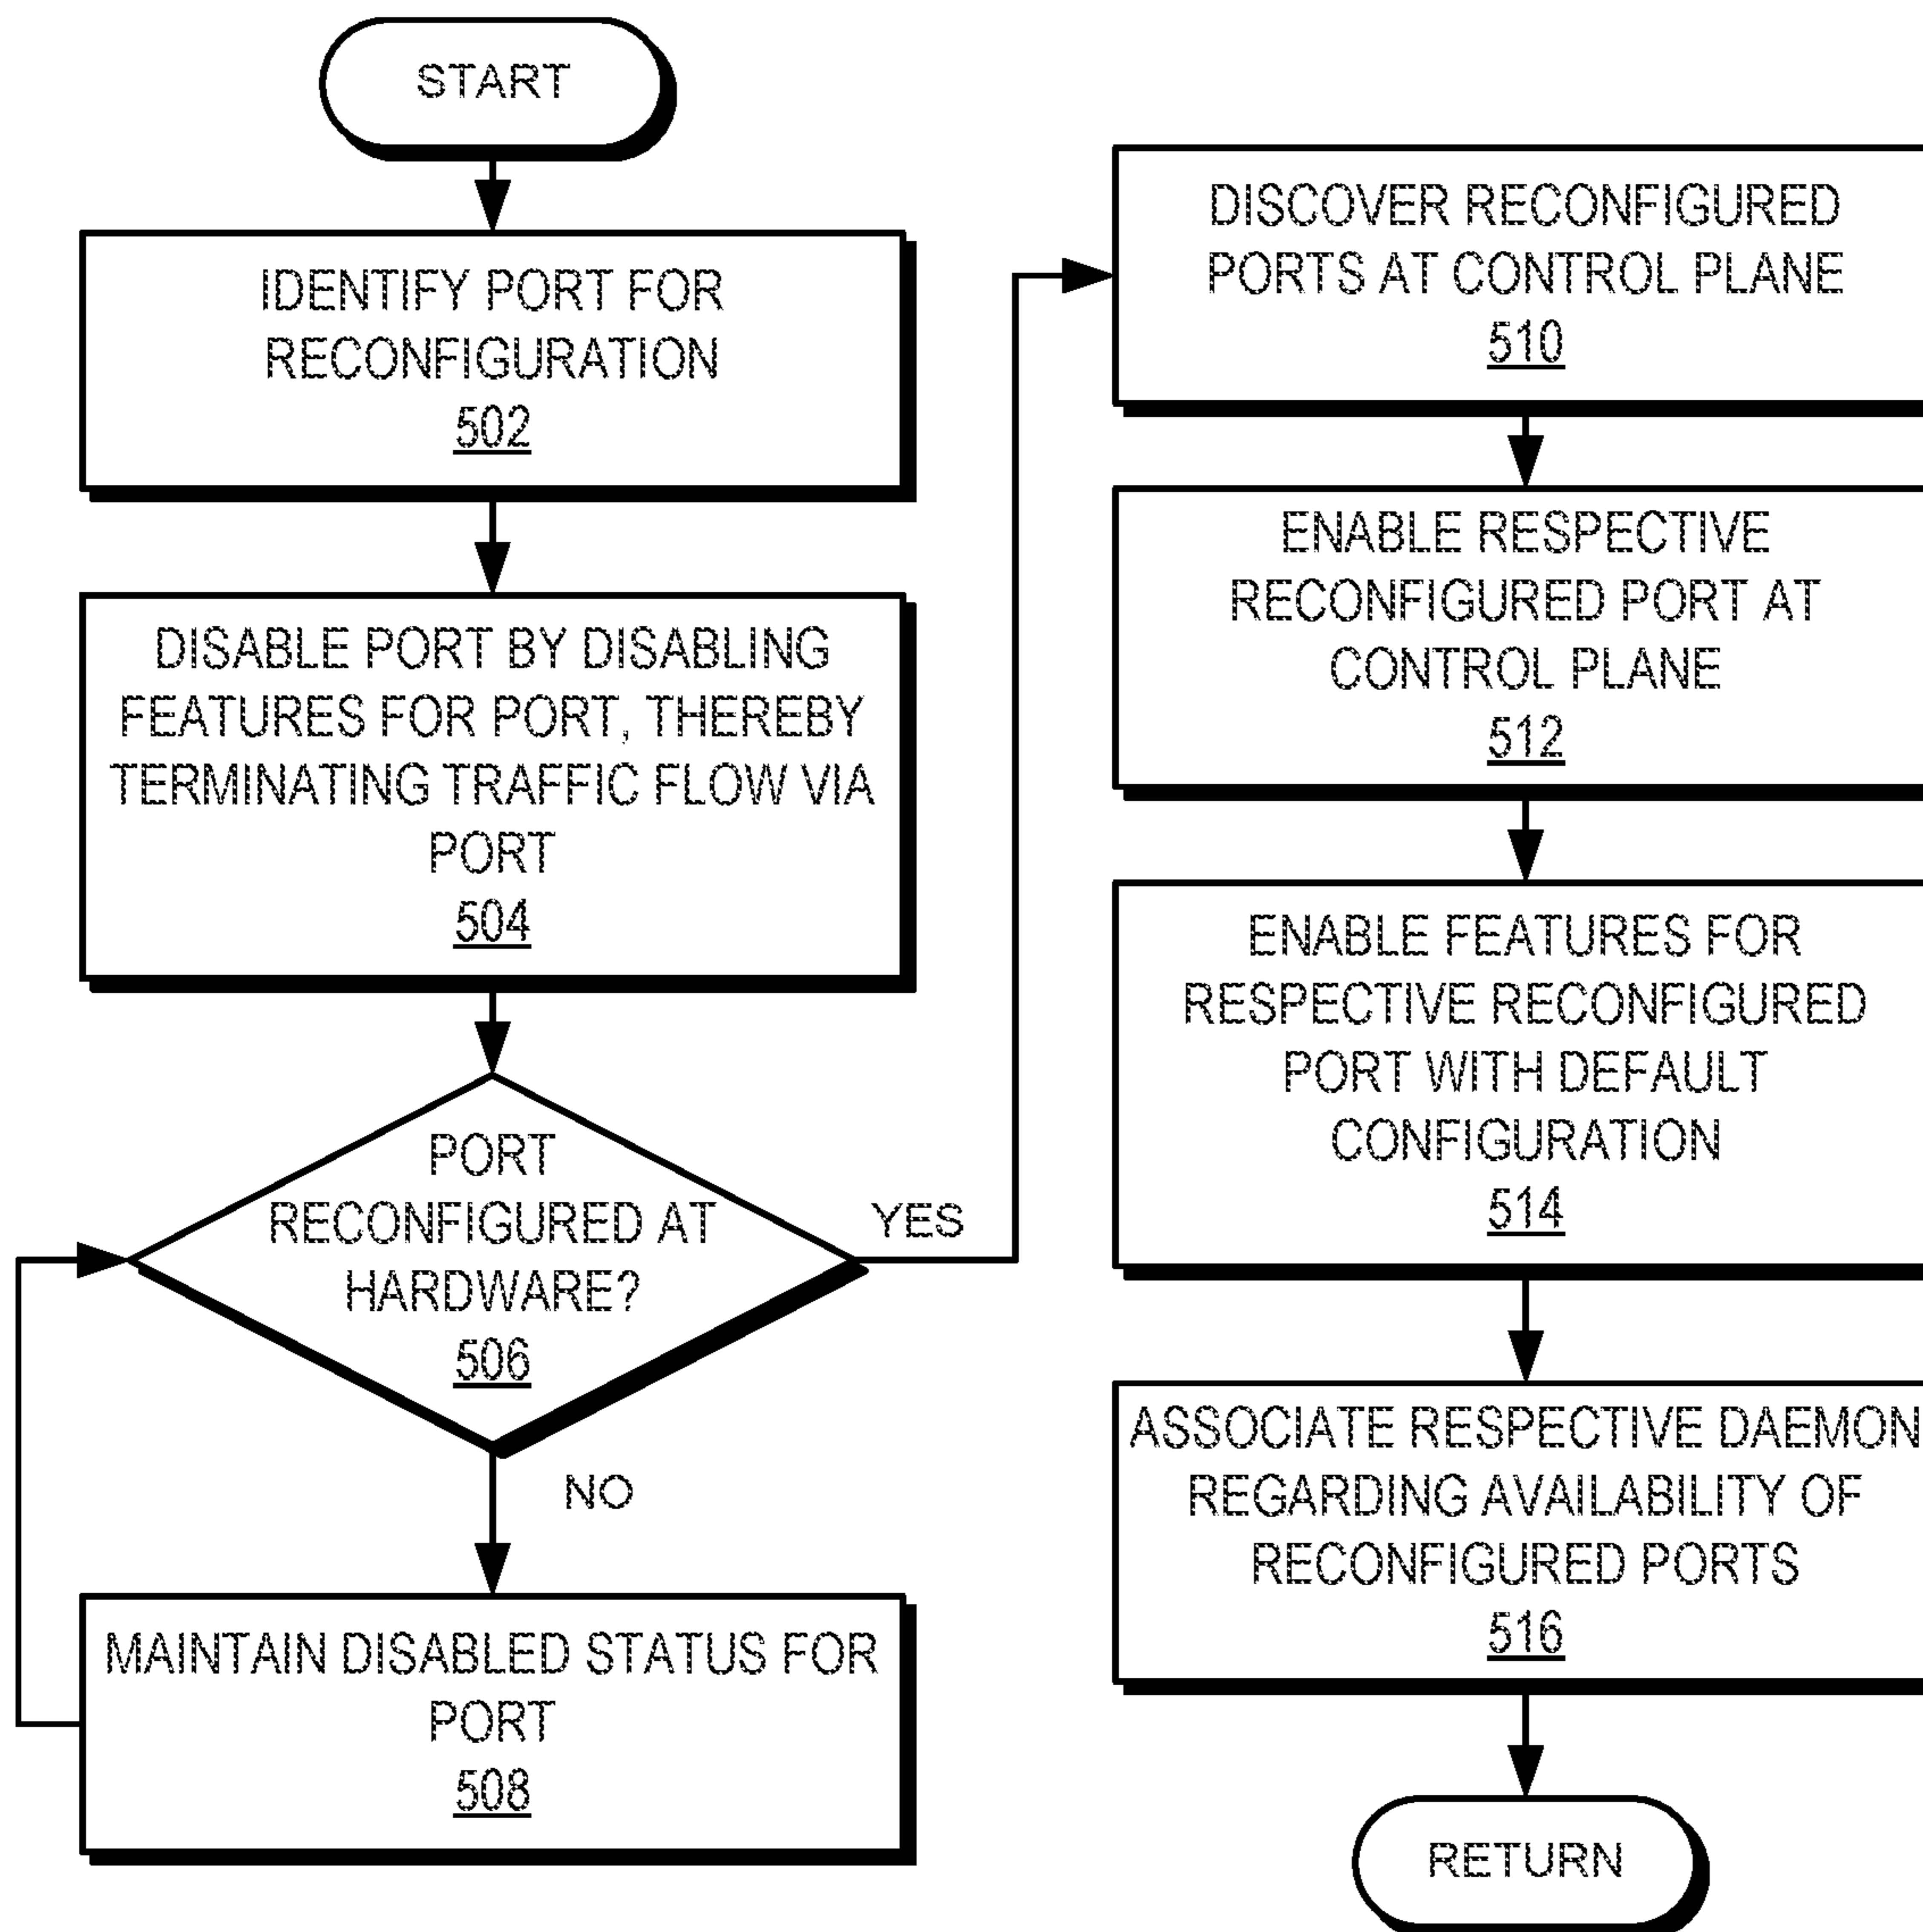 START
IDENTIFY PORT FOR
RECONFIGURATION
502
DISABLE PORT BY DISABLING
FEATURES FOR PORT, THEREBY
TERMINATING TRAFFIC FLOW VIA
PORT
504
PORT
RECONFIGURED AT
HARDWARE?
506
YES
NO
MAINTAIN DISABLED STATUS FOR
PORT
508
DISCOVER RECONFIGURED
PORTS AT CONTROL PLANE
510
ENABLE RESPECTIVE
RECONFIGURED PORT AT
CONTROL PLANE
512
ENABLE FEATURES FOR
RESPECTIVE RECONFIGURED
PORT WITH DEFAULT
CONFIGURATION
514
ASSOCIATE RESPECTIVE DAEMON
REGARDING AVAILABILITY OF
RECONFIGURED PORTS
516
RETURN